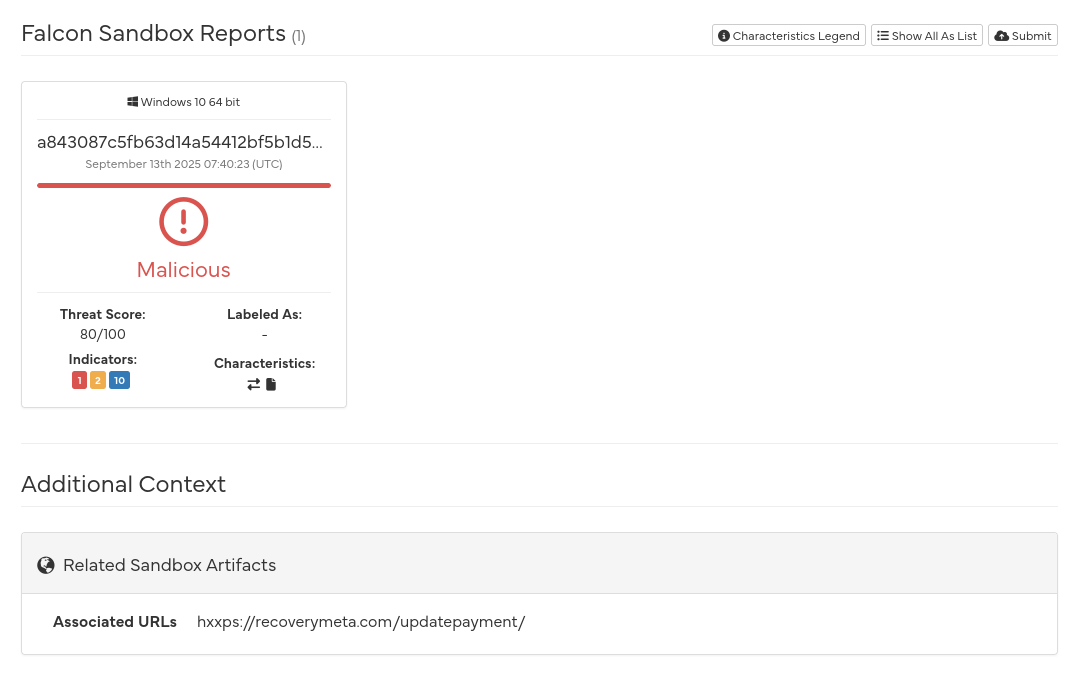 Falcon Sandbox Reports (1)
Characteristics Legend
Show All As List
Submit
Windows 10 64 bit
a843087c5fb63d14a54412bf5b1d5...
September 13th 2025 07:40:23 (UTC)
Malicious
Threat Score:
80/100
Labeled As:
-
Indicators:
1 2 10
Characteristics:
Additional Context
Related Sandbox Artifacts
Associated URLs hxxps://recoverymeta.com/updatepayment/